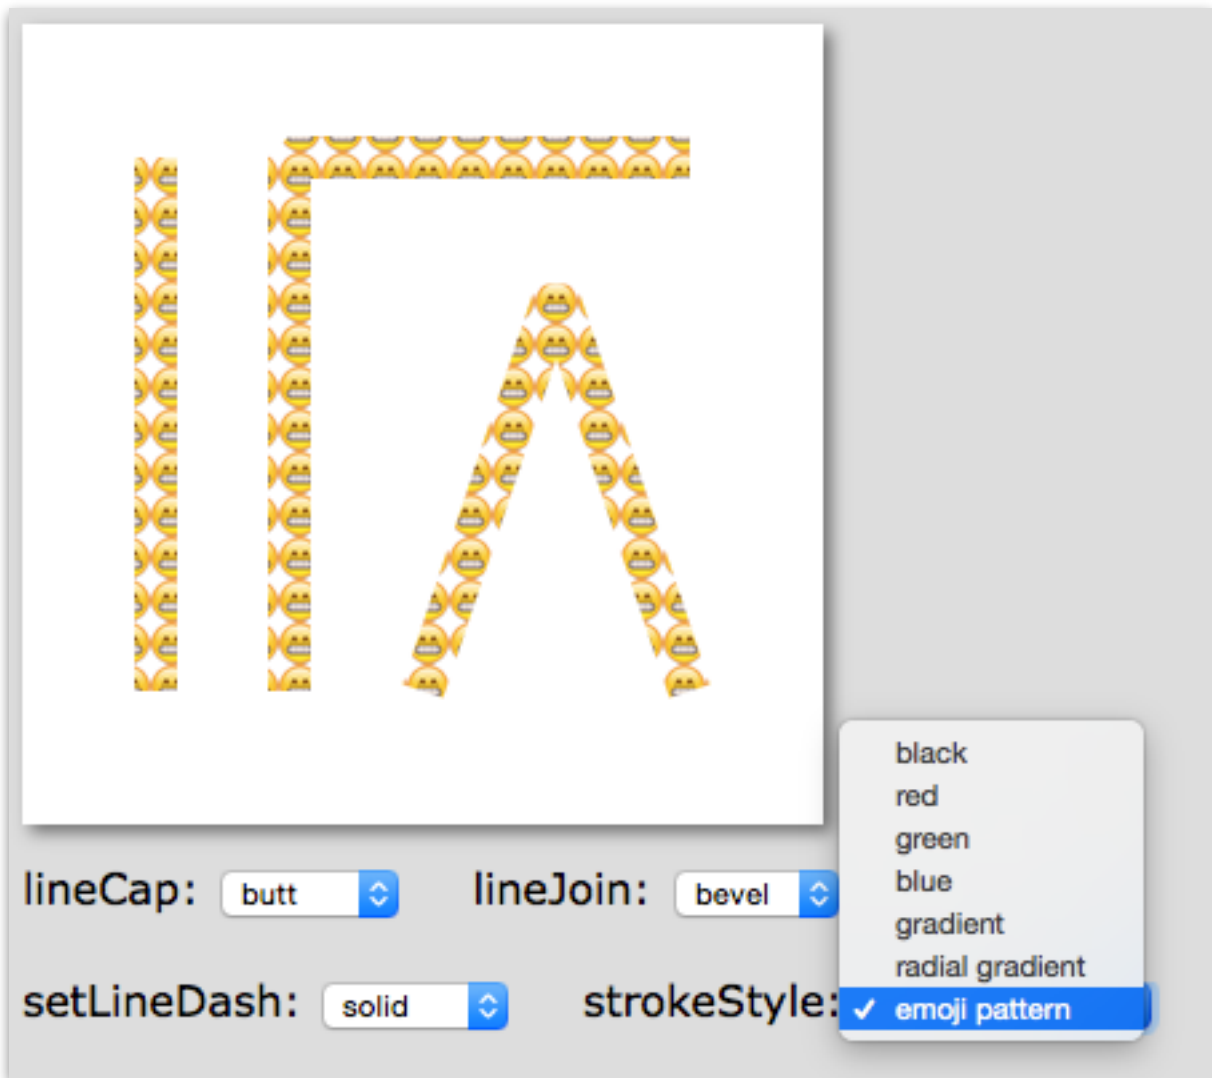 black
red
green
blue
gradient
radial gradient
✓ emoji pattern
lineCap: butt lineJoin: bevel
setLineDash: solid strokeStyle: